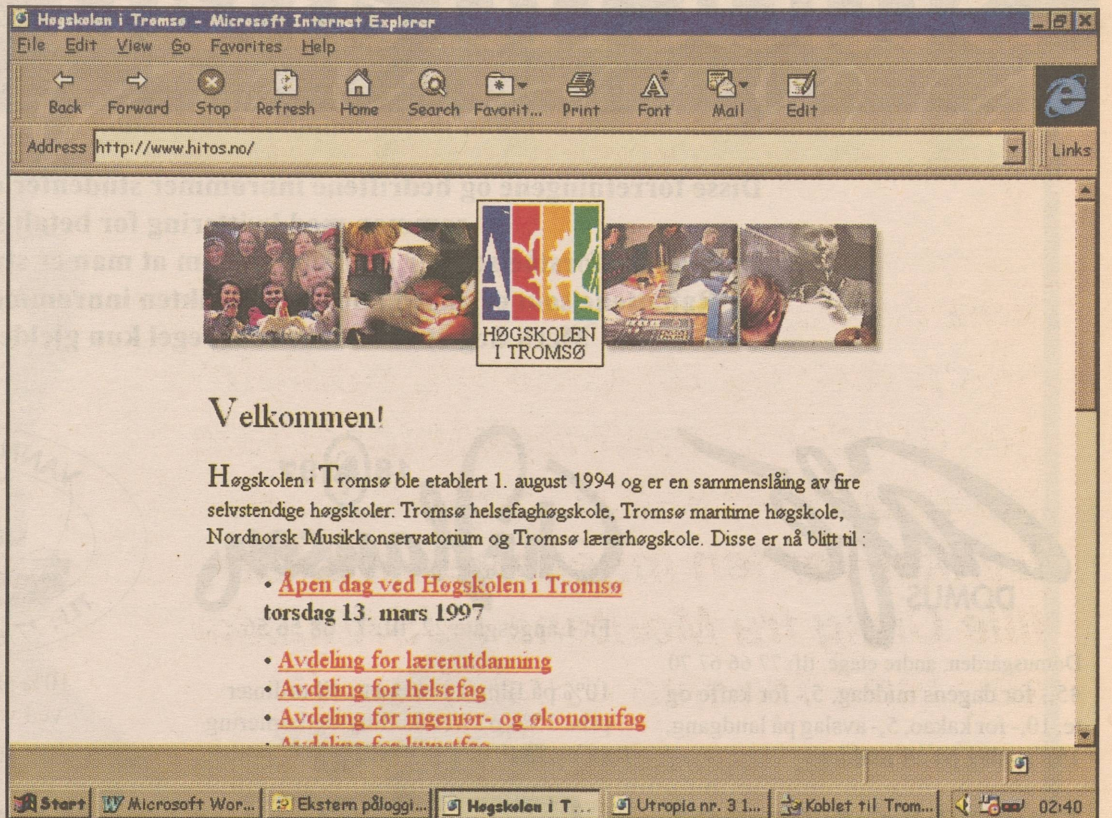 Høgskolen i Tromsø - Microsoft Internet Explorer
File Edit View Go Favorites Help
Back Forward Stop Refresh Home Search Favorit... Print Font Mail Edit
Address http://www.hitos.no/ Links
HØGSKOLEN
I TROMSØ
Velkommen!
Høgskolen i Tromsø ble etablert 1. august 1994 og er en sammenslåing av fire
selvstendige høgskoler: Tromsø helsefaghøgskole, Tromsø maritime høgskole,
Nordnorsk Musikkonservatorium og Tromsø lærerhøgskole. Disse er nå blitt til :
• Åpen dag ved Høgskolen i Tromsø
torsdag 13. mars 1997
• Avdeling for lærerutdanning
• Avdeling for helsefag
• Avdeling for ingeniør- og økonomifag
• Avdeling for kunstfag
Start Microsoft Wor... Ekstern påloggi... Høgskolen i T... Utropia nr. 3 1... Koblet til Trom... 02:40